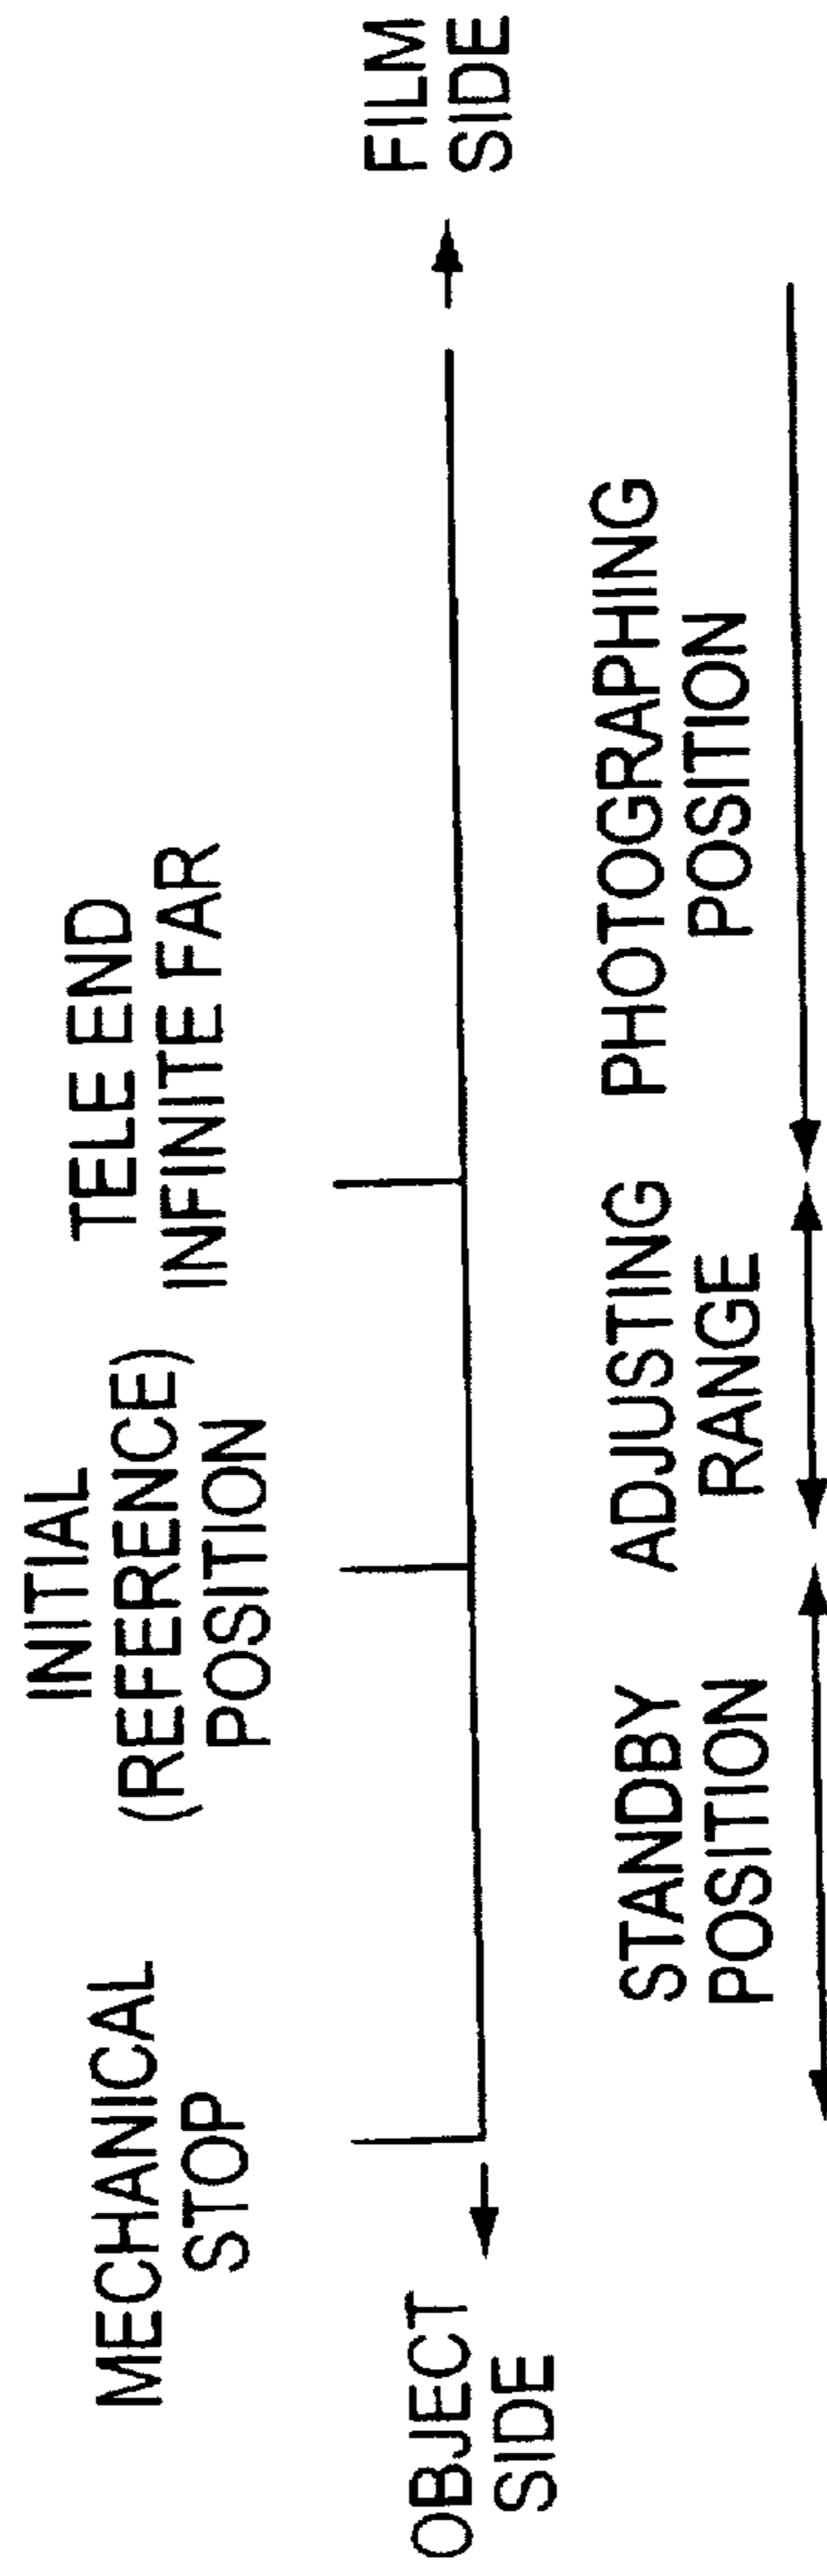 MECHANICAL
STOP
INITIAL
(REFERENCE)
POSITION
TELE END
INFINITE FAR
OBJECT
SIDE
FILM
SIDE
STANDBY
POSITION
ADJUSTING
RANGE
PHOTOGRAPHING
POSITION